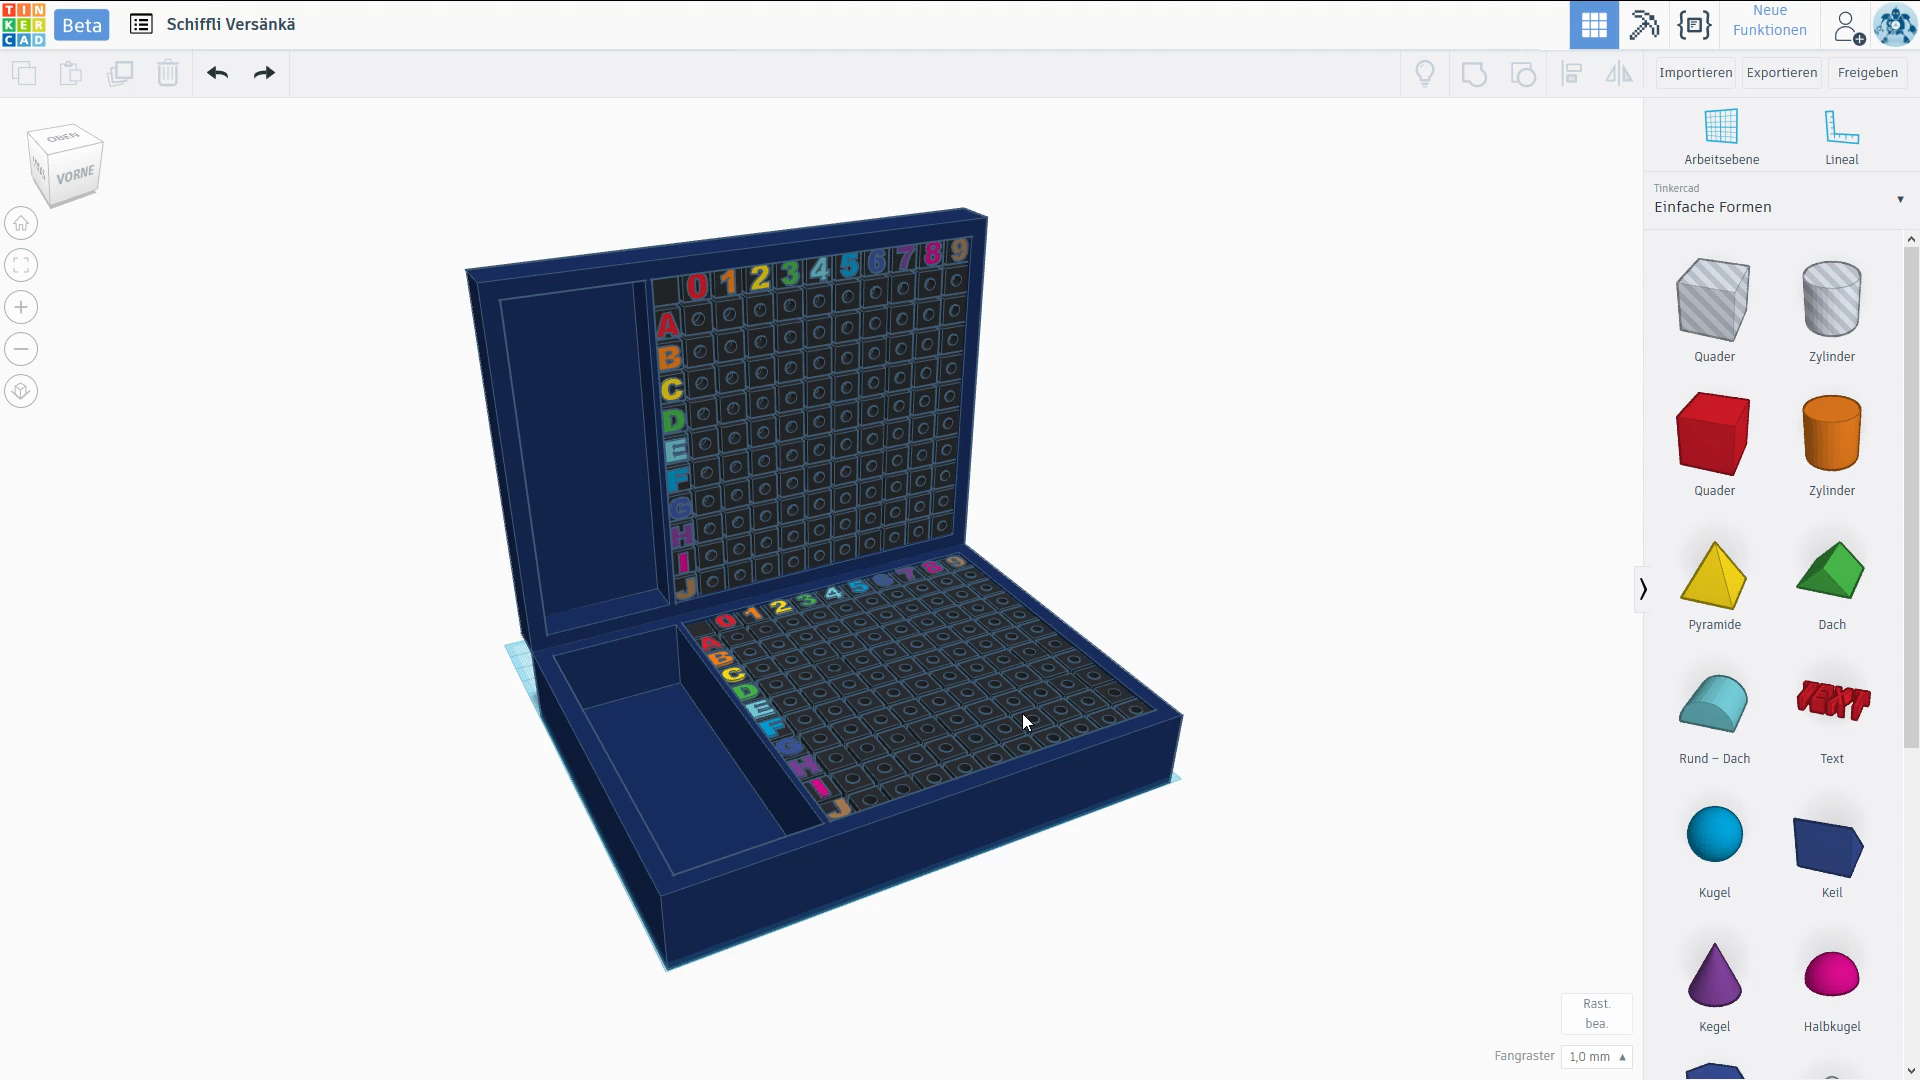 TIN
KER
CAD
Beta
Schiffli Versänkä
Neue
Funktionen
Importieren
Exportieren
Freigeben
OBEN
LINKS
VORNE
Arbeitsebene
Lineal
Tinkercad
Einfache Formen
Quader
Zylinder
Quader
Zylinder
Pyramide
Dach
Rund – Dach
TEXT
Text
Kugel
Keil
Kegel
Halbkugel
0 1 2 3 4 5 6 7 8 9
A
B
C
D
E
F
G
H
I
J
0 1 2 3 4 5 6 7 8 9
A
B
C
D
E
F
G
H
I
J
Rast.
bea.
Fangraster
1,0 mm